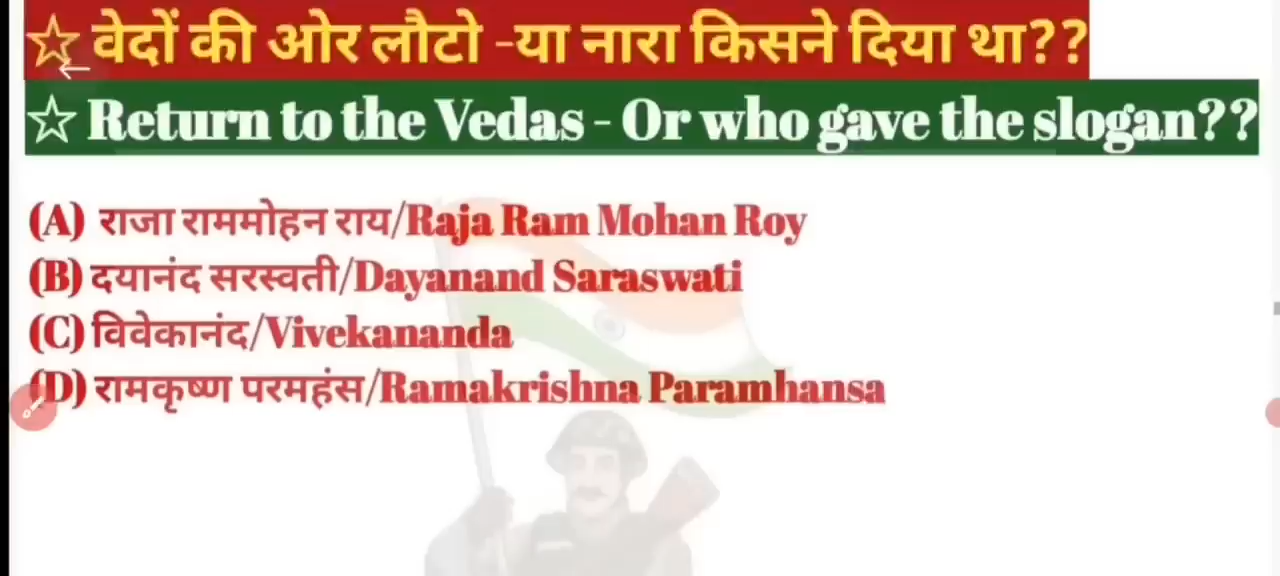 ☆ वेदों की ओर लौटो -या नारा किसने दिया था??
☆ Return to the Vedas - Or who gave the slogan??
(A) राजा राममोहन राय/Raja Ram Mohan Roy
(B) दयानंद सरस्वती/Dayanand Saraswati
(C) विवेकानंद/Vivekananda
(D) रामकृष्ण परमहंस/Ramakrishna Paramhansa